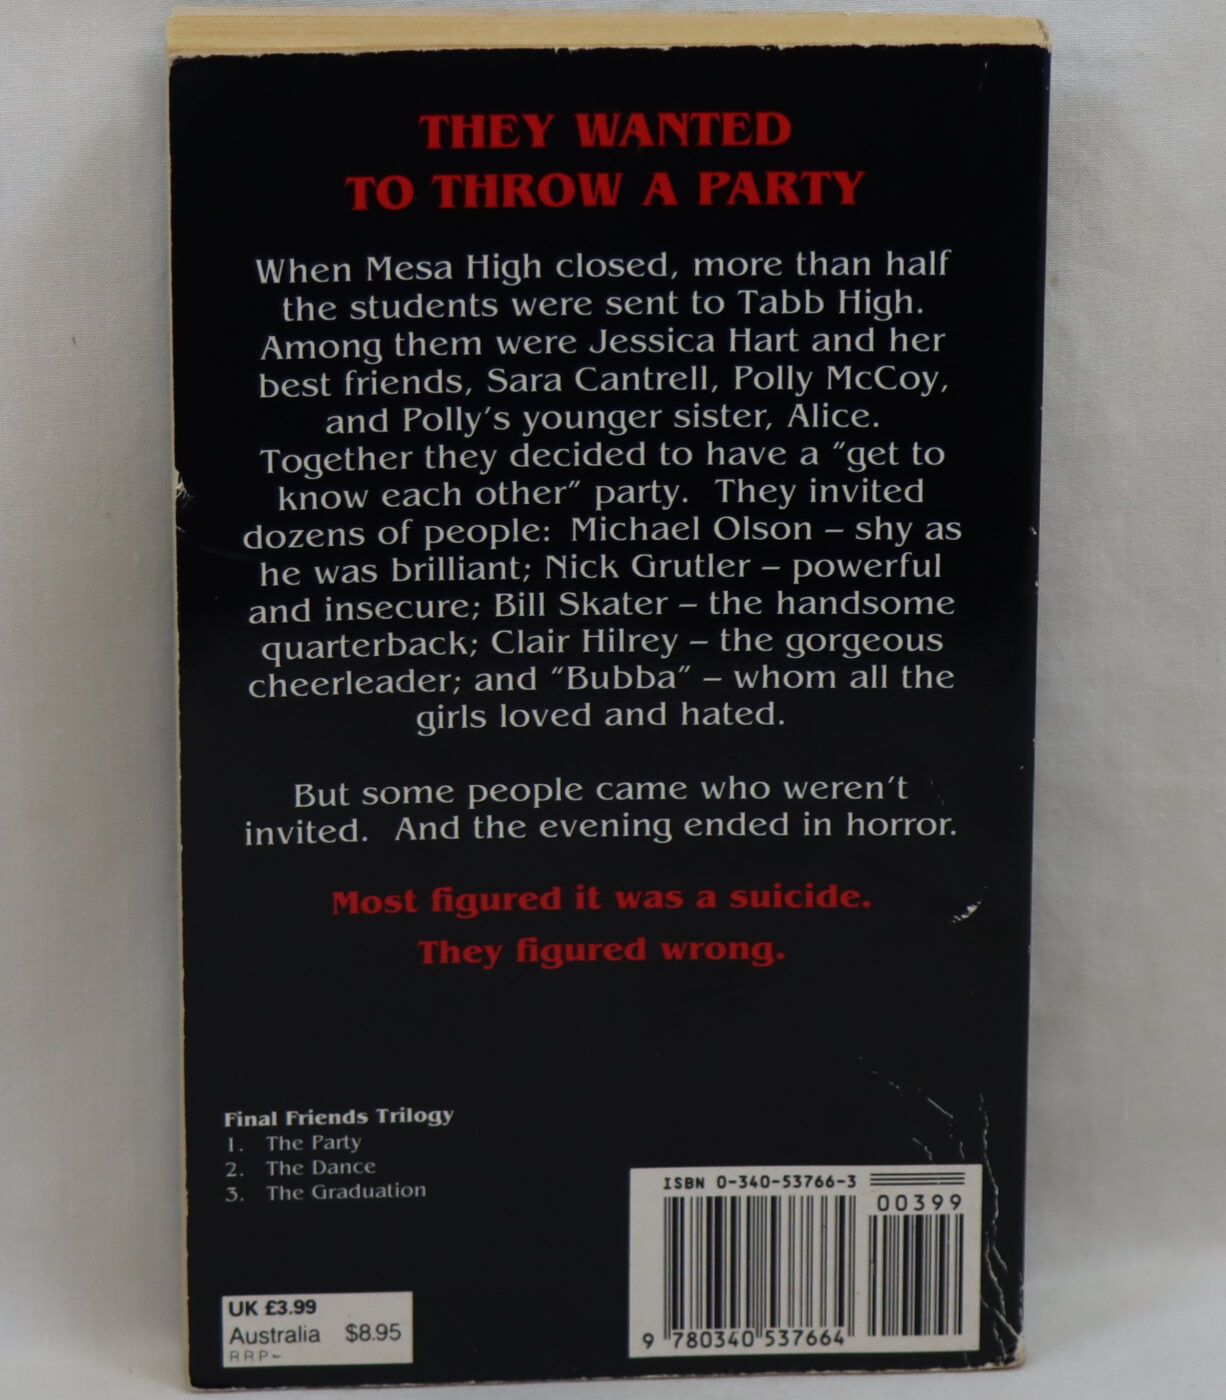 THEY WANTED
TO THROW A PARTY
When Mesa High closed, more than half
the students were sent to Tabb High.
Among them were Jessica Hart and her
best friends, Sara Cantrell, Polly McCoy,
and Polly's younger sister, Alice.
Together they decided to have a "get to
know each other" party. They invited
dozens of people: Michael Olson – shy as
he was brilliant; Nick Grutler – powerful
and insecure; Bill Skater – the handsome
quarterback; Clair Hilrey – the gorgeous
cheerleader; and "Bubba" – whom all the
girls loved and hated.
But some people came who weren't
invited. And the evening ended in horror.
Most figured it was a suicide.
They figured wrong.
Final Friends Trilogy
1. The Party
2. The Dance
3. The Graduation
ISBN 0-340-53766-3
00399
9 780340 537664
UK £3.99
Australia $8.95
RRP